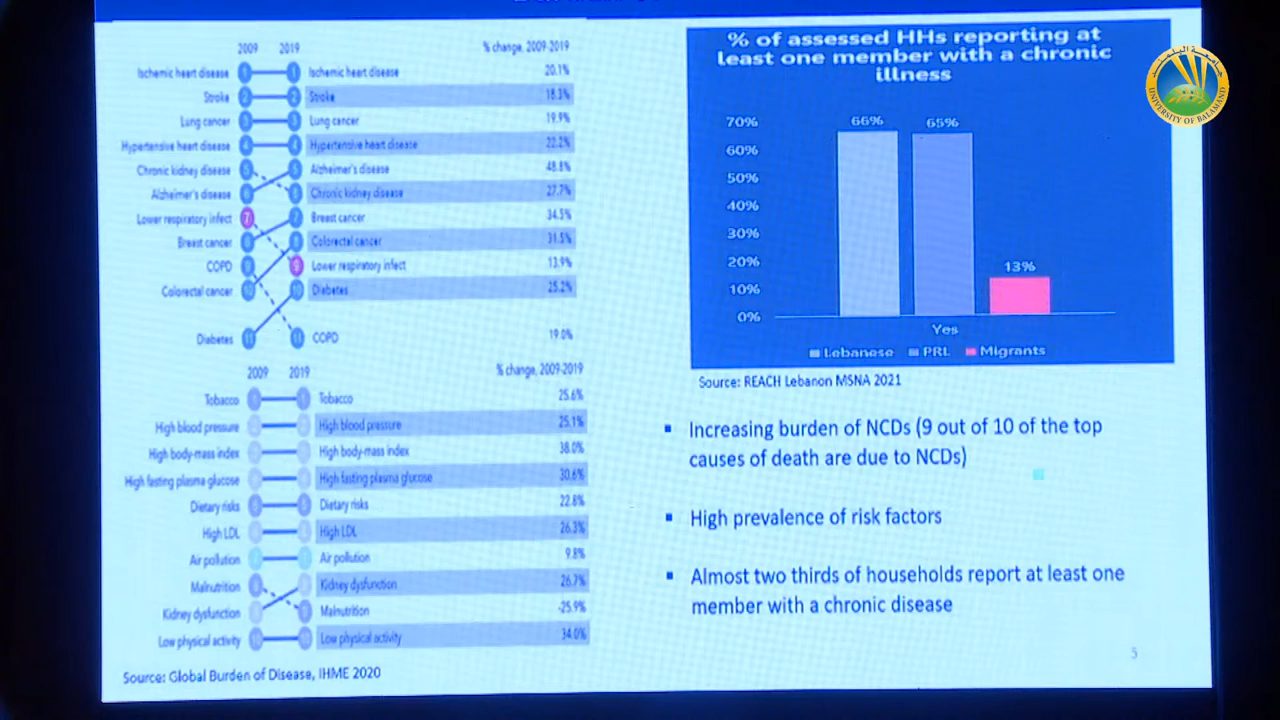 2009 2019 % change, 2009-2019
Ischemic heart disease 1 1 Ischemic heart disease 20.1%
Stroke 2 2 Stroke 18.3%
Lung cancer 3 3 Lung cancer 19.9%
Hypertensive heart disease 4 4 Hypertensive heart disease 22.2%
Chronic kidney disease 5 5 Alzheimer's disease 48.8%
Alzheimer's disease 6 6 Chronic kidney disease 27.7%
Lower respiratory infect 7 7 Breast cancer 34.5%
Breast cancer 8 8 Colorectal cancer 31.5%
COPD 9 9 Lower respiratory infect 13.9%
Colorectal cancer 10 10 Diabetes 25.2%
Diabetes 11 11 COPD 19.0%
2009 2019 % change, 2009-2019
Tobacco Tobacco 25.6%
High blood pressure High blood pressure 25.1%
High body-mass index High body-mass index 38.0%
High fasting plasma glucose High fasting plasma glucose 30.6%
Dietary risks Dietary risks 22.8%
High LDL High LDL 26.3%
Air pollution Air pollution 9.8%
Malnutrition Kidney dysfunction 26.7%
Kidney dysfunction Malnutrition -25.9%
Low physical activity Low physical activity 34.0%
Source: Global Burden of Disease, IHME 2020
% of assessed HHs reporting at
least one member with a chronic
illness
70%
60%
50%
40%
30%
20%
10%
0%
66% 65% 13%
Yes
Lebanese PRL Migrants
Source: REACH Lebanon MSNA 2021
▪ Increasing burden of NCDs (9 out of 10 of the top
causes of death are due to NCDs)
▪ High prevalence of risk factors
▪ Almost two thirds of households report at least one
member with a chronic disease
5
جامعة البلمند
UNIVERSITY OF BALAMAND